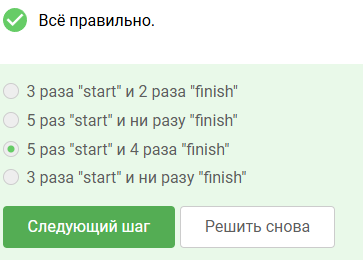 Всё правильно.
3 раза "start" и 2 раза "finish"
5 раз "start" и ни разу "finish"
5 раз "start" и 4 раза "finish"
3 раза "start" и ни разу "finish"
Следующий шаг
Решить снова